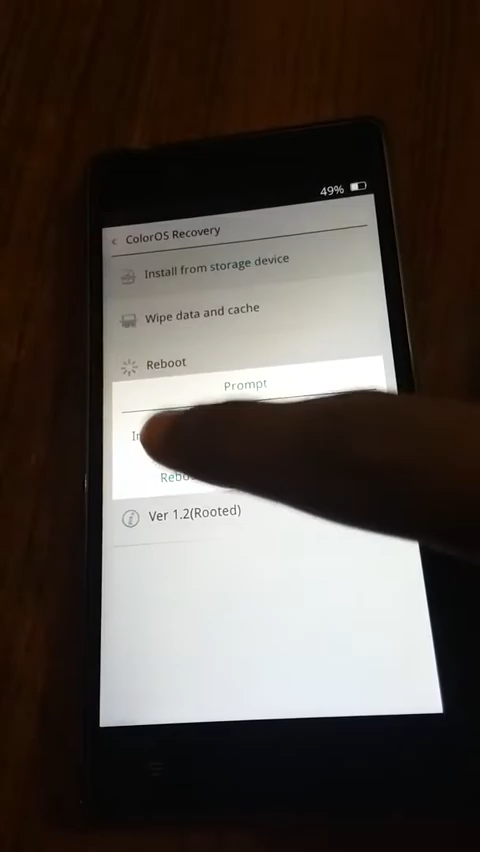 49%
ColorOS Recovery
Install from storage device
Wipe data and cache
Reboot
Prompt
Ver 1.2(Rooted)